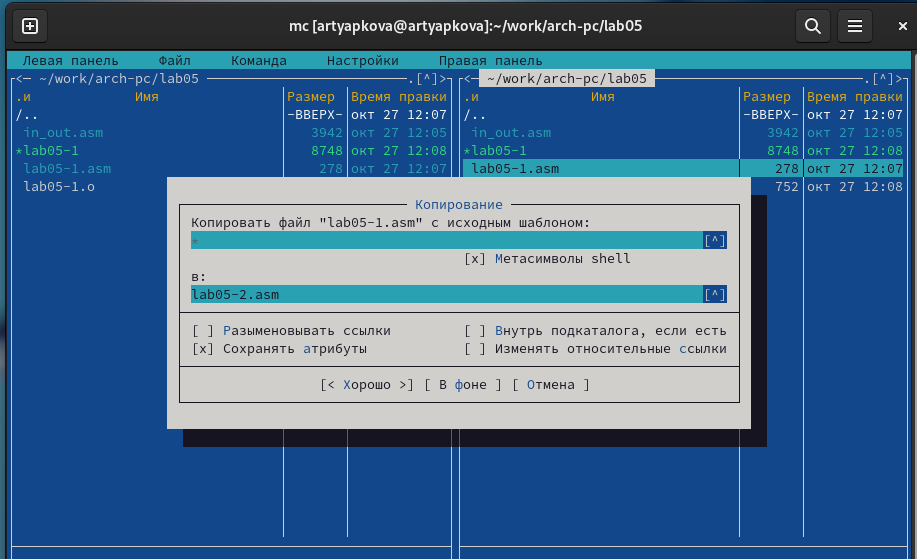 mc [artyapkova@artyapkova]:~/work/arch-pc/lab05
Левая панель Файл Команда Настройки Правая панель
<— ~/work/arch-pc/lab05 .[^]>
.и Имя Размер Время правки
/.. -ВВЕРХ- окт 27 12:07
in_out.asm 3942 окт 27 12:05
*lab05-1 8748 окт 27 12:08
lab05-1.asm 278 окт 27 12:07
lab05-1.o
<— ~/work/arch-pc/lab05 .[^]>
.и Имя Размер Время правки
/.. -ВВЕРХ- окт 27 12:07
in_out.asm 3942 окт 27 12:05
*lab05-1 8748 окт 27 12:08
lab05-1.asm 278 окт 27 12:07
752 окт 27 12:08
Копирование
Копировать файл "lab05-1.asm" с исходным шаблоном:
* [^]
[x] Метасимволы shell
в:
lab05-2.asm [^]
[ ] Разыменовывать ссылки [ ] Внутрь подкаталога, если есть
[x] Сохранять атрибуты [ ] Изменять относительные ссылки
[< Хорошо >] [ В фоне ] [ Отмена ]